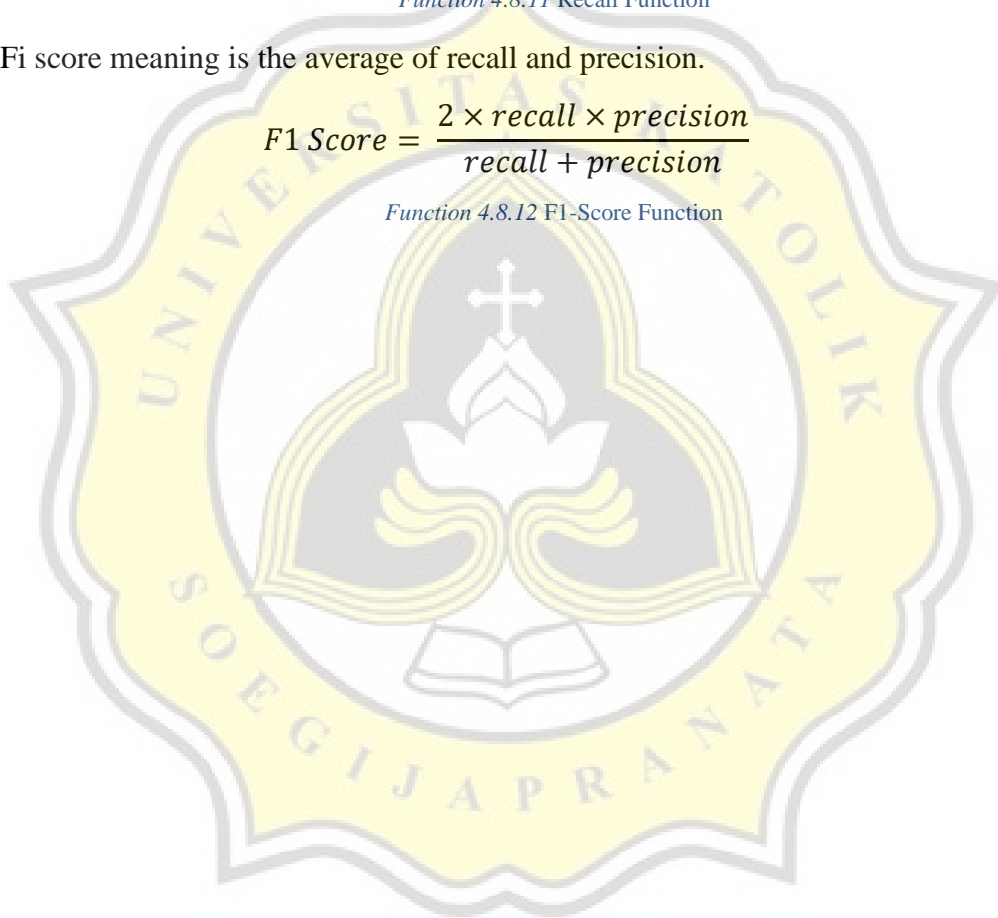 Function 4.8.11 Recall Function
Fi score meaning is the average of recall and precision.
F1 Score = 2 × recall × precision / recall + precision
Function 4.8.12 F1-Score Function
UNIVERSITAS KATOLIK
SOEGIJAPRANATA